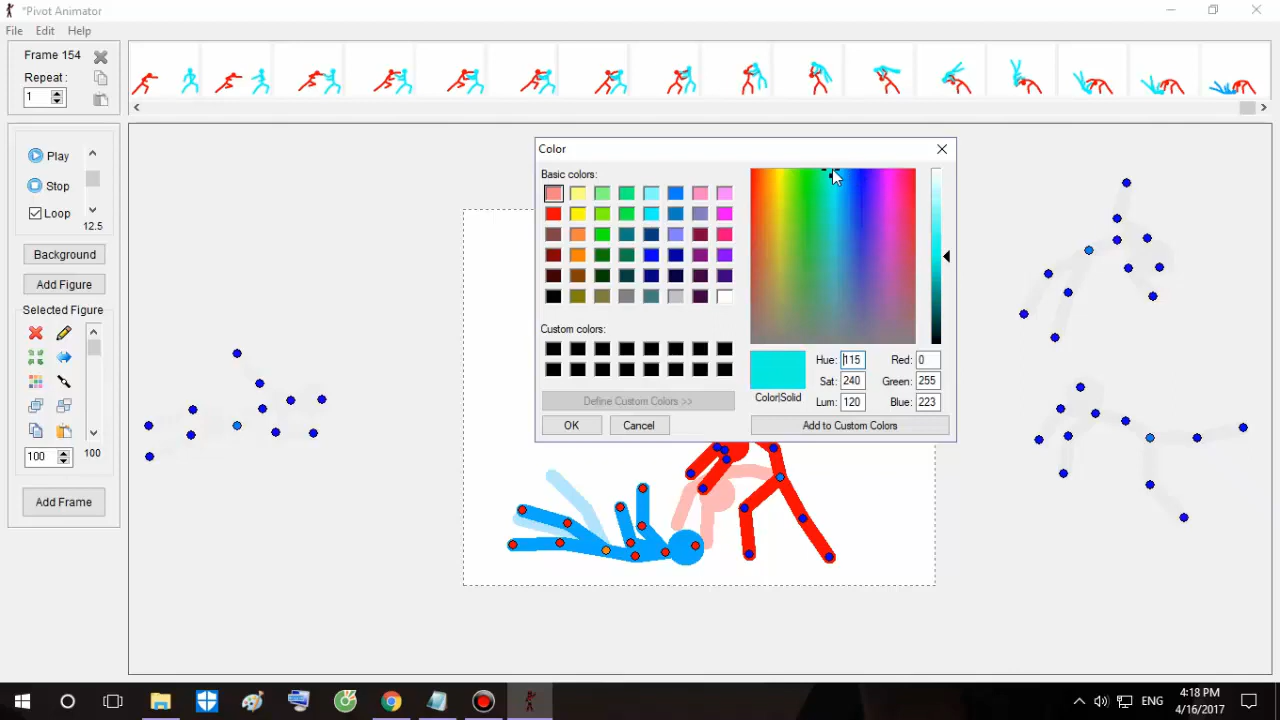 *Pivot Animator
File Edit Help
Frame 154
Repeat:
1
Play
Stop
Loop
12.5
Background
Add Figure
Selected Figure
100 100
Add Frame
Color
Basic colors:
Custom colors:
Define Custom Colors >>
OK Cancel
Color|Solid
Hue: 115 Red: 0
Sat: 240 Green: 255
Lum: 120 Blue: 223
Add to Custom Colors
ENG
4:18 PM
4/16/2017